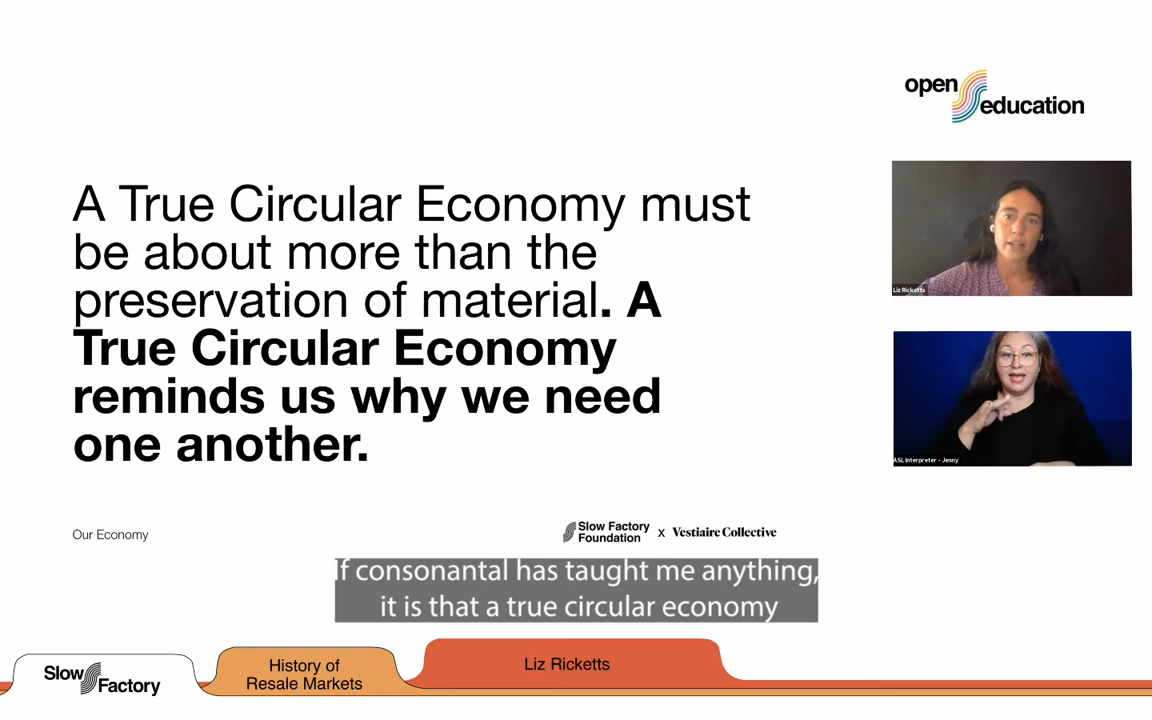 open
education
A True Circular Economy must
be about more than the
preservation of material. A
True Circular Economy
reminds us why we need
one another.
Liz Ricketts
ASL Interpreter - Jenny
Our Economy
Slow Factory
Foundation
x
Vestiaire Collective
If consonantal has taught me anything,
it is that a true circular economy
Slow
Factory
History of
Resale Markets
Liz Ricketts